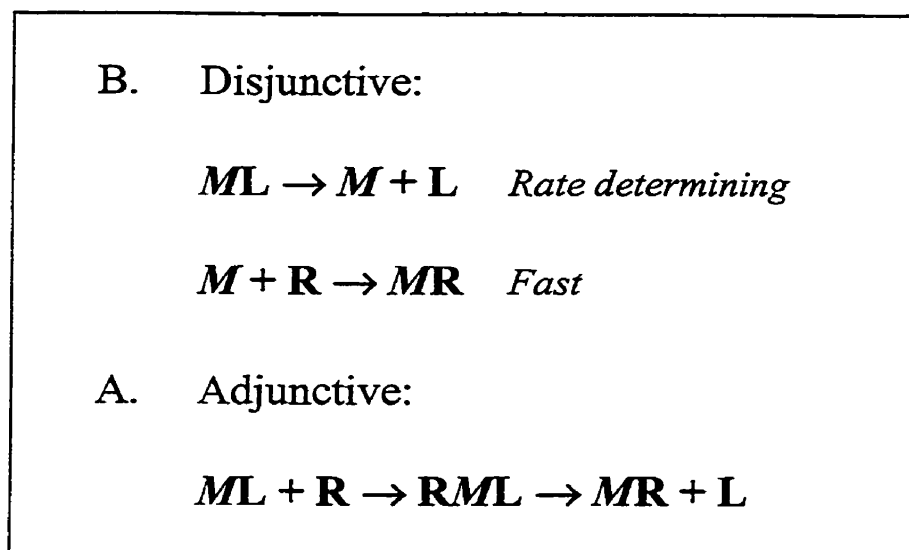 B. Disjunctive:
ML → M + L Rate determining
M + R → MR Fast
A. Adjunctive:
ML + R → RML → MR + L